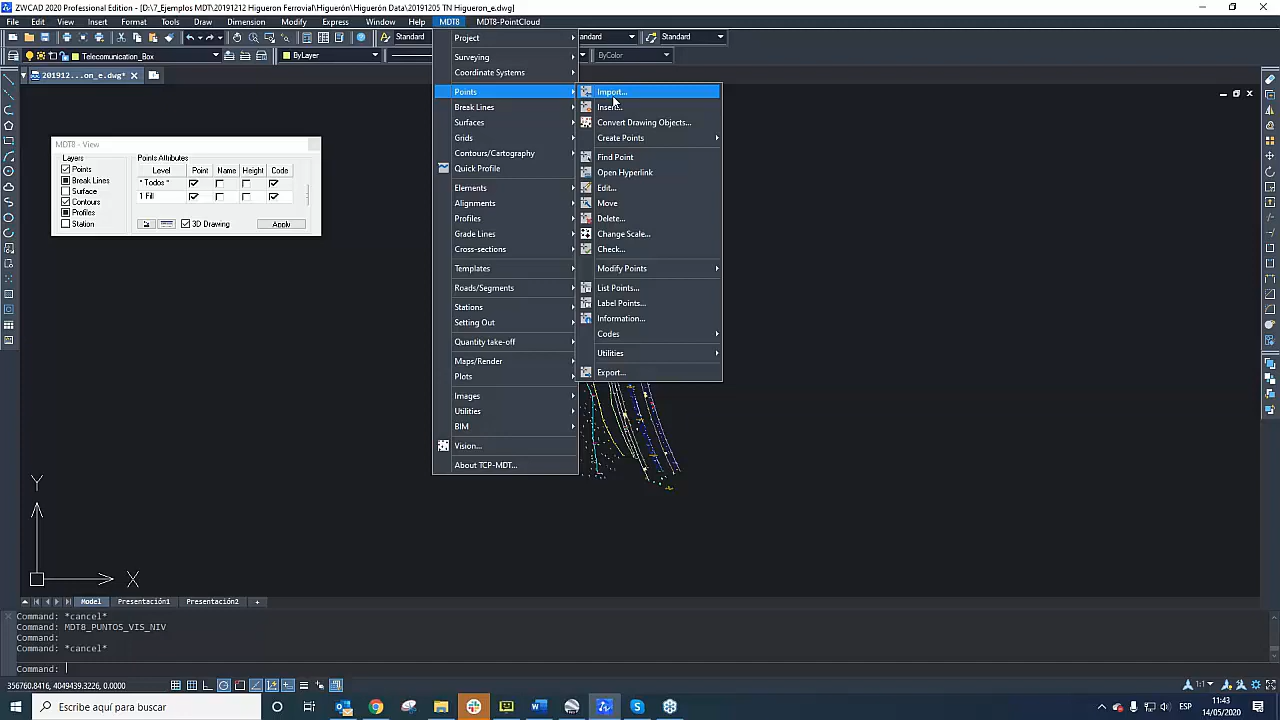 ZWCAD 2020 Professional Edition - [D:\7_Ejemplos MDT\20191212 Higueron Ferrovial\Higuerón Data\20191205 TN Higueron_e.dwg*]
File Edit View Insert Format Tools Draw Dimension Modify Express Window Help MDT8 MDT8-PointCloud
Standard
Standard
Telecommunication_Box
ByLayer
ByColor
201912...on_e.dwg*
MDT8 - View
Layers
Points
Break Lines
Surface
Contours
Profiles
Station
Points Attributes
Level Point Name Height Code
* Todos *
1 Fill
3D Drawing
Apply
Project
Surveying
Coordinate Systems
Points
Break Lines
Surfaces
Grids
Contours/Cartography
Quick Profile
Elements
Alignments
Profiles
Grade Lines
Cross-sections
Templates
Roads/Segments
Stations
Setting Out
Quantity take-off
Maps/Render
Plots
Images
Utilities
BIM
Vision...
About TCP-MDT...
Import...
Insert...
Convert Drawing Objects...
Create Points
Find Point
Open Hyperlink
Edit...
Move
Delete...
Change Scale...
Check...
Modify Points
List Points...
Label Points...
Information...
Codes
Utilities
Export...
Y
X
Model Presentación1 Presentación2 +
Command: *cancel*
Command: MDT8_PUNTOS_VIS_NIV
Command:
Command: *cancel*
Command:
356760.8416, 4049439.3226, 0.0000
1:1
Escribe aquí para buscar
ESP
11:43
14/05/2020